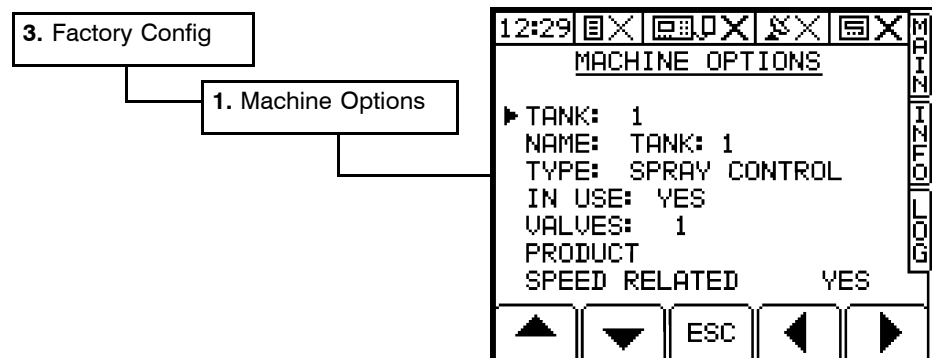 3. Factory Config
1. Machine Options
12:29
MACHINE OPTIONS
TANK: 1
NAME: TANK: 1
TYPE: SPRAY CONTROL
IN USE: YES
VALVES: 1
PRODUCT
SPEED RELATED YES
ESC
MAIN
INFO
LOG